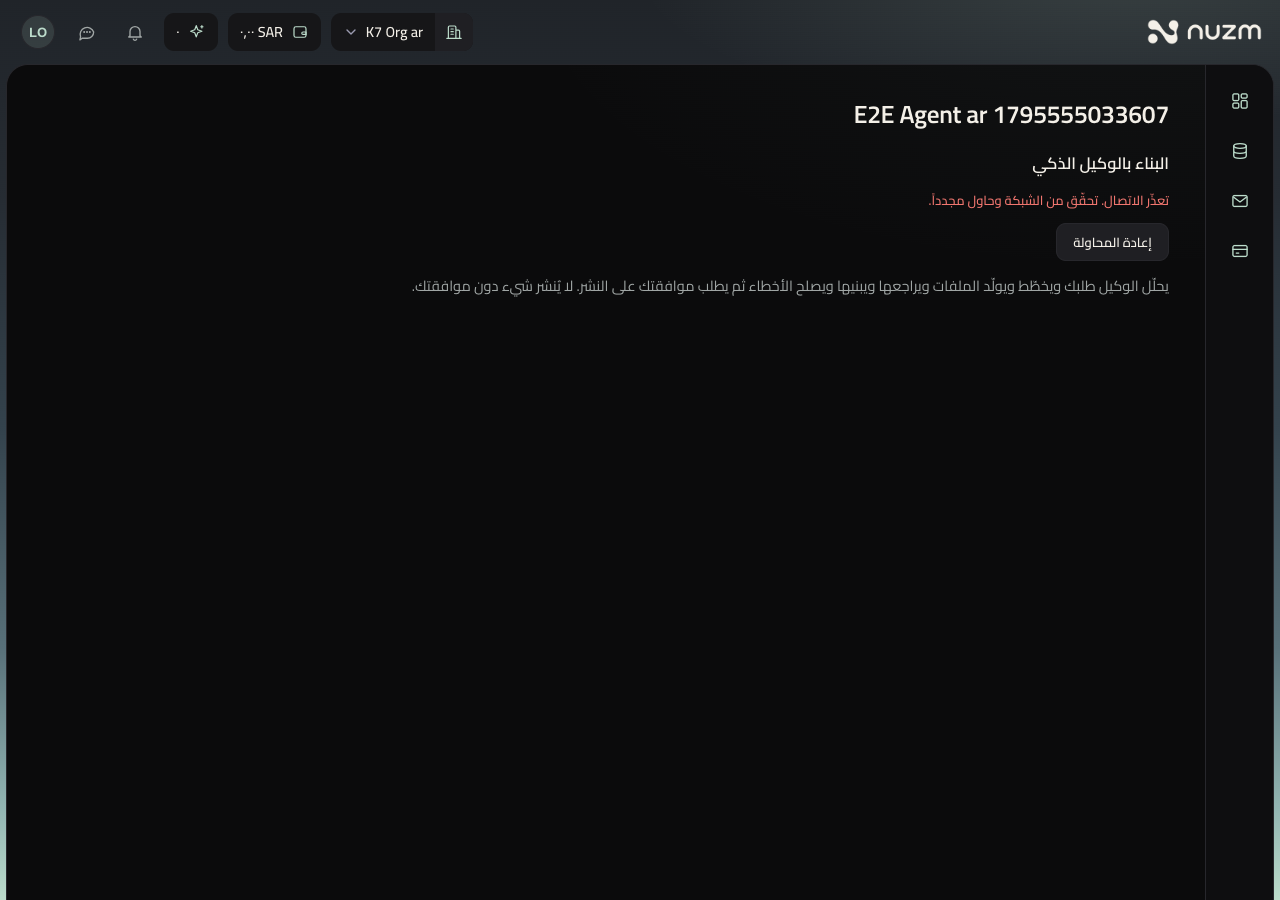 nuzm
K7 Org ar
٠,٠٠ SAR
٠
LO
E2E Agent ar 1795555033607
البناء بالوكيل الذكي
تعذّر الاتصال. تحقّق من الشبكة وحاول مجدداً.
إعادة المحاولة
يحلّل الوكيل طلبك ويخطّط ويولّد الملفات ويراجعها ويبنيها ويصلح الأخطاء ثم يطلب موافقتك على النشر. لا يُنشر شيء دون موافقتك.